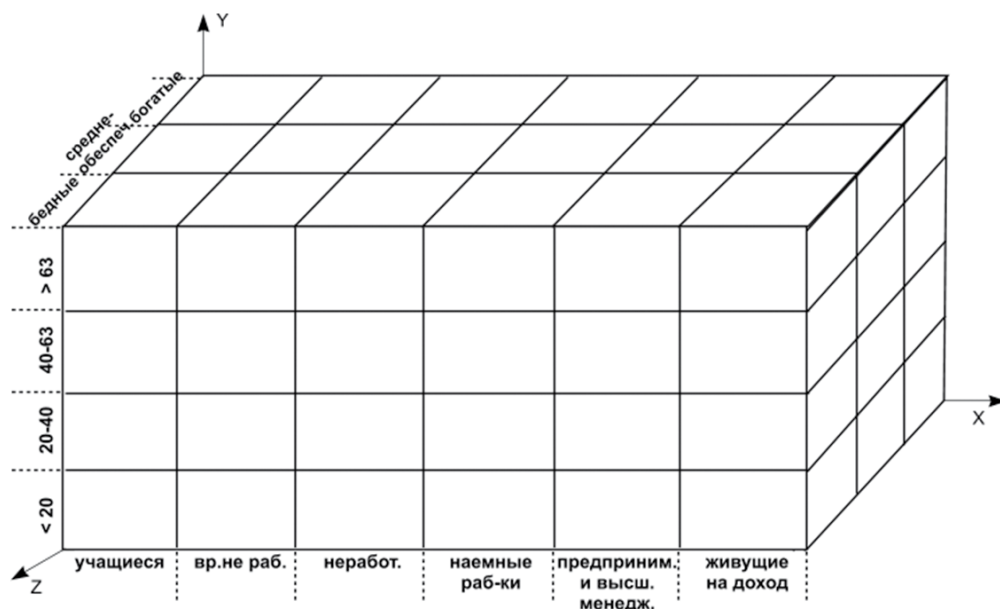 Y
богатые
средне-
обеспеч.
бедные
> 63
40-63
20-40
< 20
X
Z
учащиеся
вр.не раб.
неработ.
наемные
раб-ки
предприним.
и высш.
менедж.
живущие
на доход